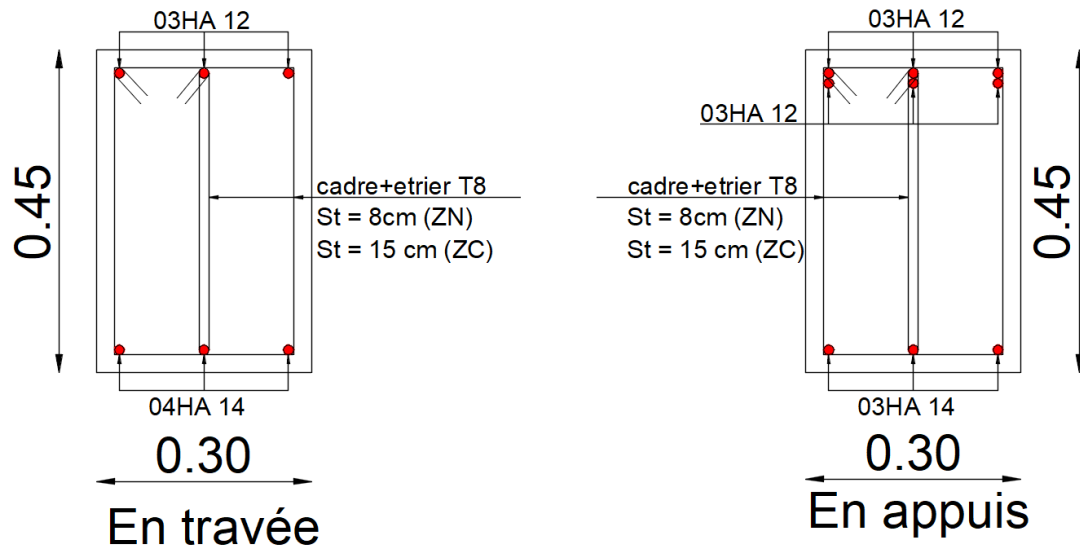 03HA 12
0.45
cadre+etrier T8
St = 8cm (ZN)
St = 15 cm (ZC)
04HA 14
0.30
En travée
03HA 12
03HA 12
cadre+etrier T8
St = 8cm (ZN)
St = 15 cm (ZC)
0.45
03HA 14
0.30
En appuis